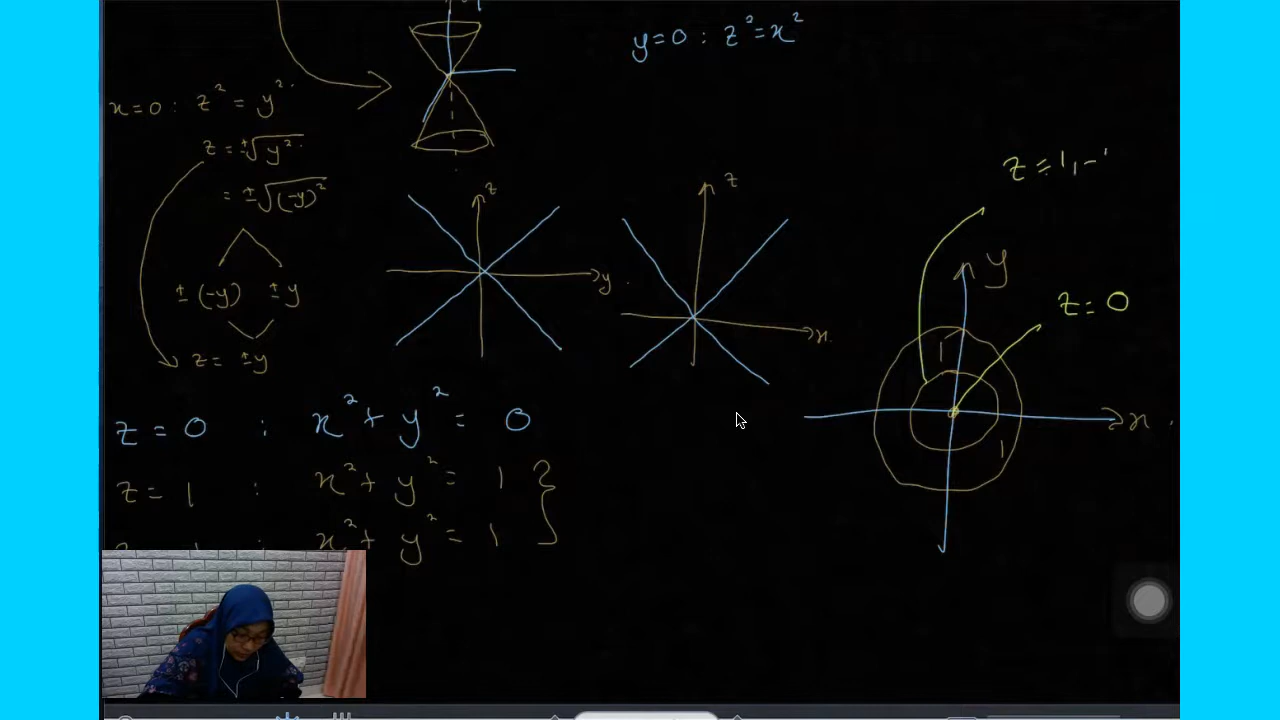 y=0 : z²=x²
x=0 : z² = y²
z = ±√y²
= ±√(-y)²
±(-y) ±y
z = ±y
z
y
z
x
z = 1, -1
y
z = 0
1
x
1
z = 0 : x² + y² = 0
z = 1 : x² + y² = 1 }
: x² + y² = 1